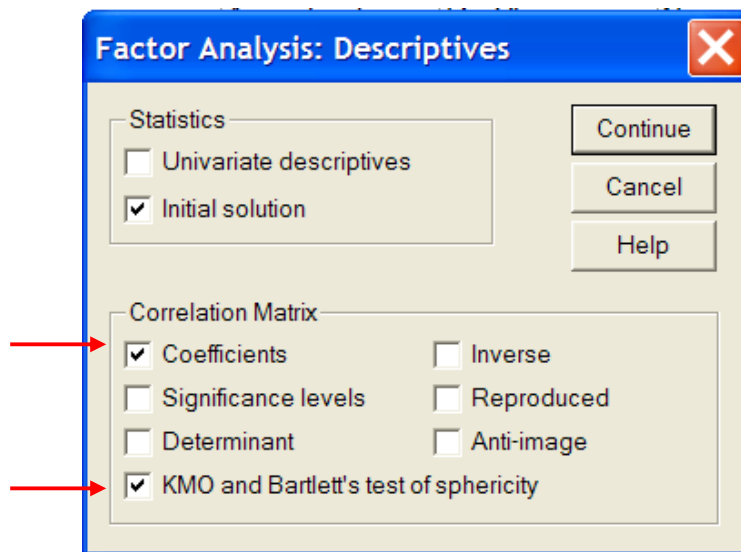 Factor Analysis: Descriptives
Statistics
Univariate descriptives
Initial solution
Continue
Cancel
Help
Correlation Matrix
Coefficients
Inverse
Significance levels
Reproduced
Determinant
Anti-image
KMO and Bartlett's test of sphericity